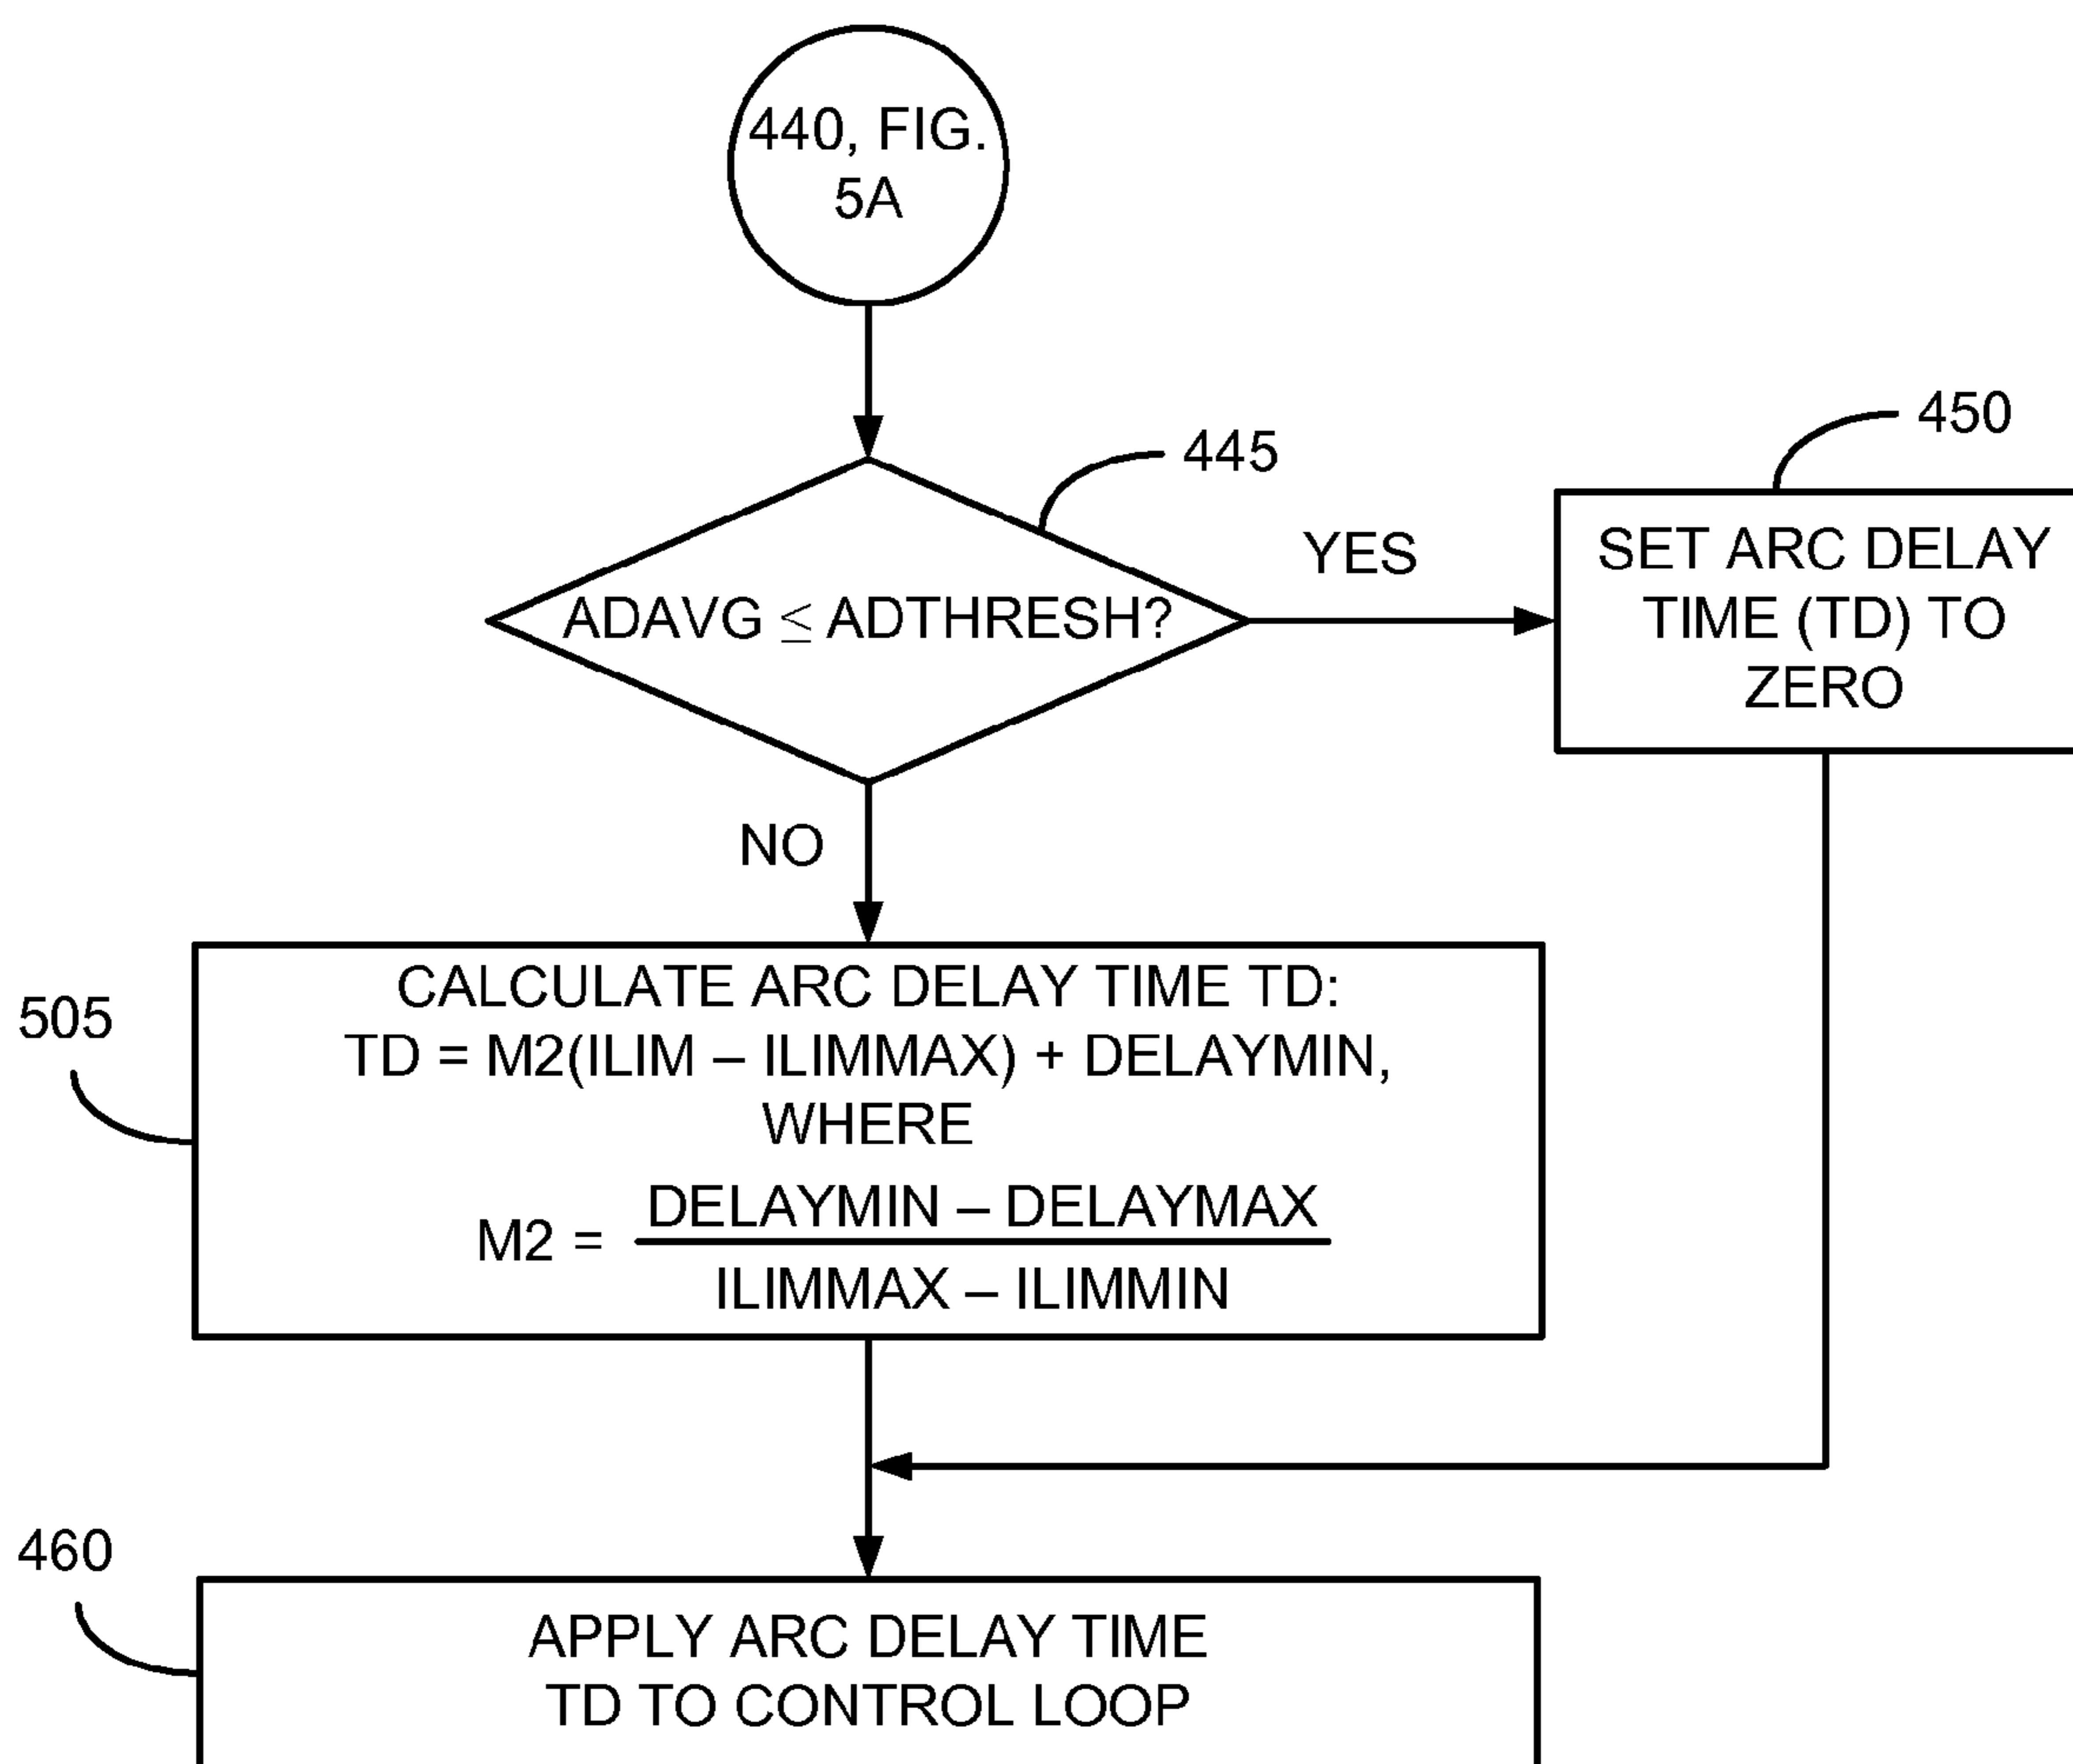 440, FIG.
5A
445
450
ADAVG ≤ ADTHRESH?
YES
SET ARC DELAY
TIME (TD) TO
ZERO
NO
505
CALCULATE ARC DELAY TIME TD:
TD = M2(ILIM – ILIMMAX) + DELAYMIN,
WHERE
M2 = DELAYMIN – DELAYMAX
ILIMMAX – ILIMMIN
460
APPLY ARC DELAY TIME
TD TO CONTROL LOOP